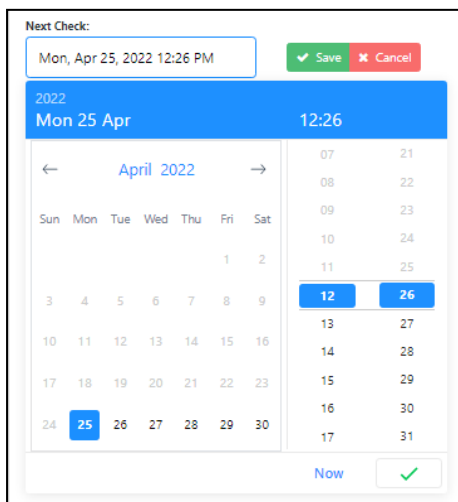 Next Check:
Mon, Apr 25, 2022 12:26 PM
Save Cancel
2022
Mon 25 Apr 12:26
April 2022
Sun Mon Tue Wed Thu Fri Sat
1 2
3 4 5 6 7 8 9
10 11 12 13 14 15 16
17 18 19 20 21 22 23
24 25 26 27 28 29 30
07 21
08 22
09 23
10 24
11 25
12 26
13 27
14 28
15 29
16 30
17 31
Now